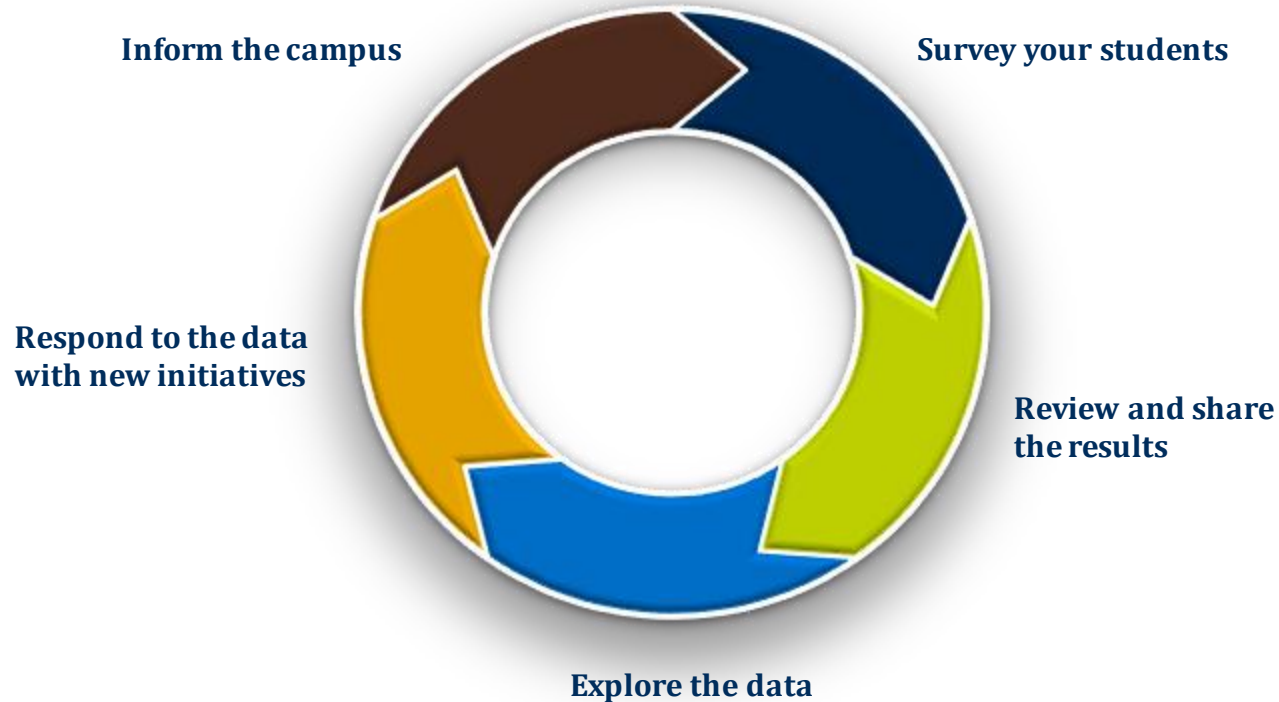 Inform the campus
Survey your students
Respond to the data
with new initiatives
Review and share
the results
Explore the data